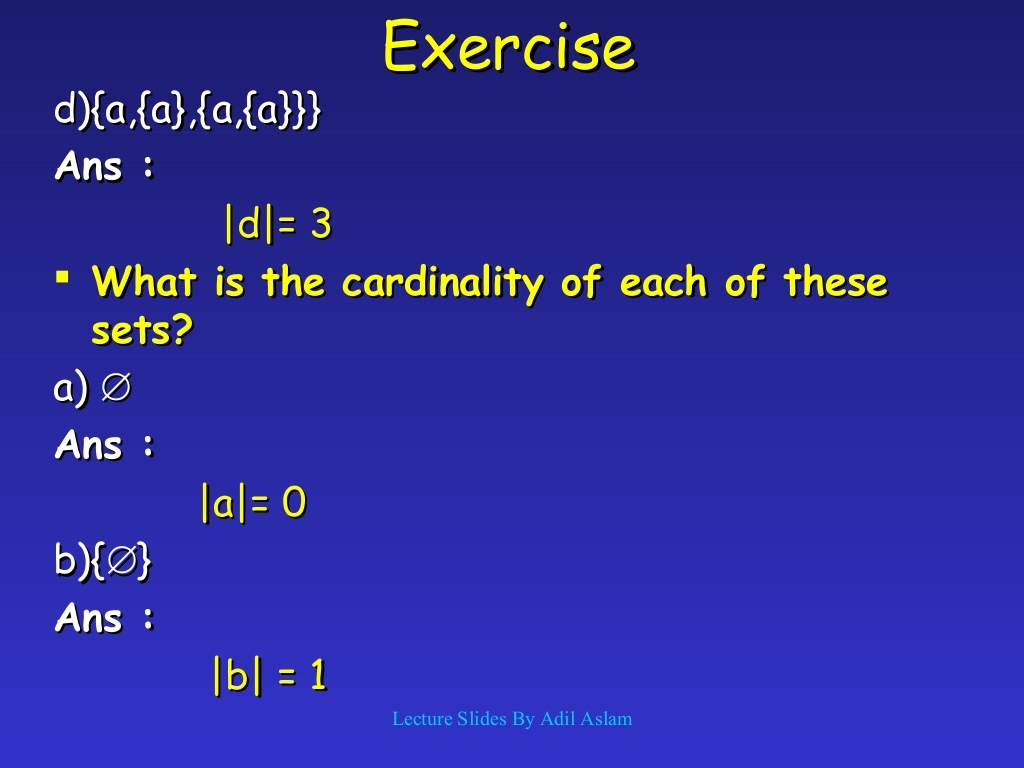 Exercise
d){a,{a},{a,{a}}}
Ans :
|d|= 3
▪ What is the cardinality of each of these
sets?
a) ∅
Ans :
|a|= 0
b){∅}
Ans :
|b| = 1
Lecture Slides By Adil Aslam